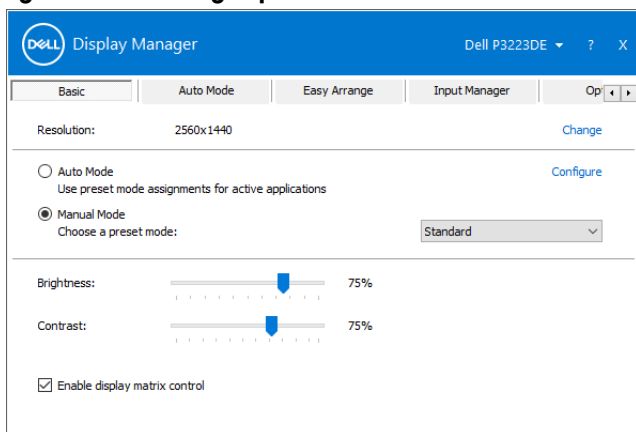 DELL Display Manager Dell P3223DE ? X
Basic Auto Mode Easy Arrange Input Manager Op
Resolution: 2560x1440 Change
Auto Mode Configure
Use preset mode assignments for active applications
Manual Mode
Choose a preset mode: Standard
Brightness: 75%
Contrast: 75%
Enable display matrix control